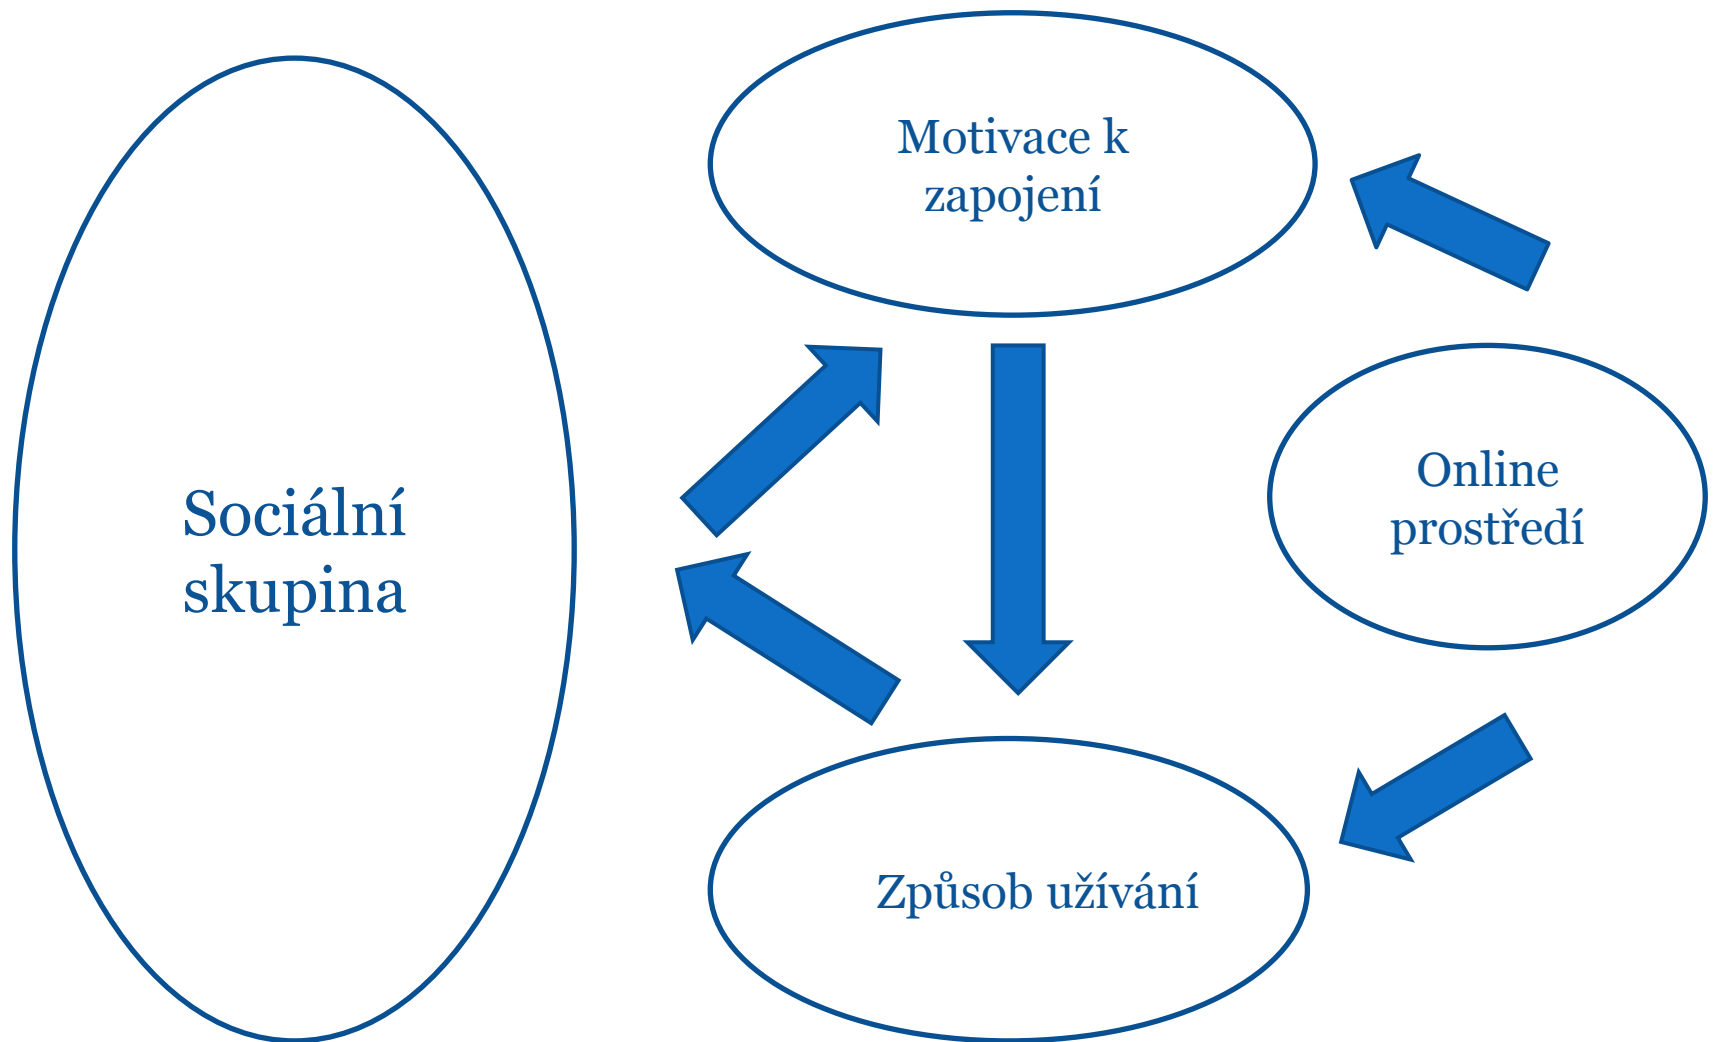 Motivace k
zapojení
Sociální
skupina
Online
prostředí
Způsob užívání